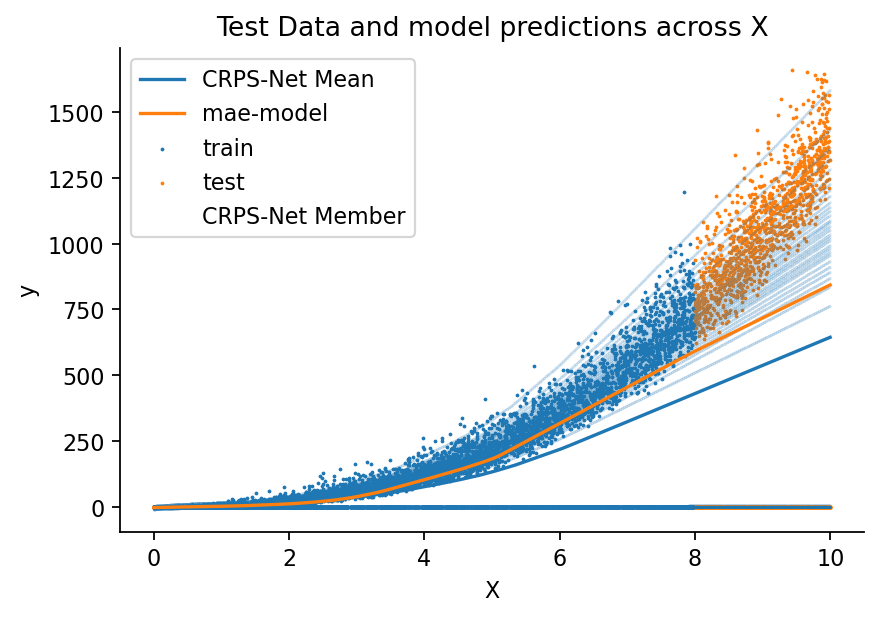 Test Data and model predictions across X
CRPS-Net Mean
mae-model
train
test
CRPS-Net Member
1500
1250
1000
750
500
250
0
y
0 2 4 6 8 10
X